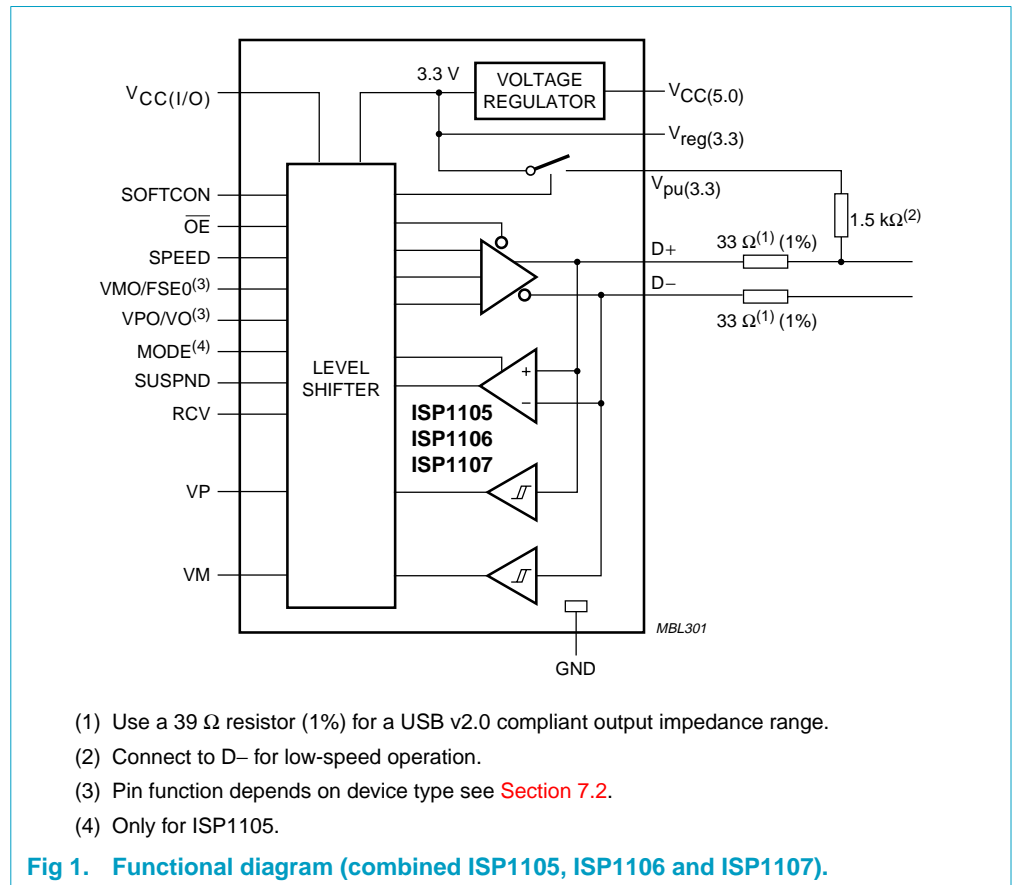 3.3 V
VOLTAGE
REGULATOR
VCC(I/O)
VCC(5.0)
Vreg(3.3)
Vpu(3.3)
SOFTCON
OE
SPEED
VMO/FSE0(3)
VPO/VO(3)
MODE(4)
SUSPND
RCV
VP
VM
LEVEL
SHIFTER
1.5 kΩ(2)
D+
33 Ω(1) (1%)
D−
33 Ω(1) (1%)
+
−
ISP1105
ISP1106
ISP1107
MBL301
GND
(1) Use a 39 Ω resistor (1%) for a USB v2.0 compliant output impedance range.
(2) Connect to D− for low-speed operation.
(3) Pin function depends on device type see Section 7.2.
(4) Only for ISP1105.
Fig 1. Functional diagram (combined ISP1105, ISP1106 and ISP1107).